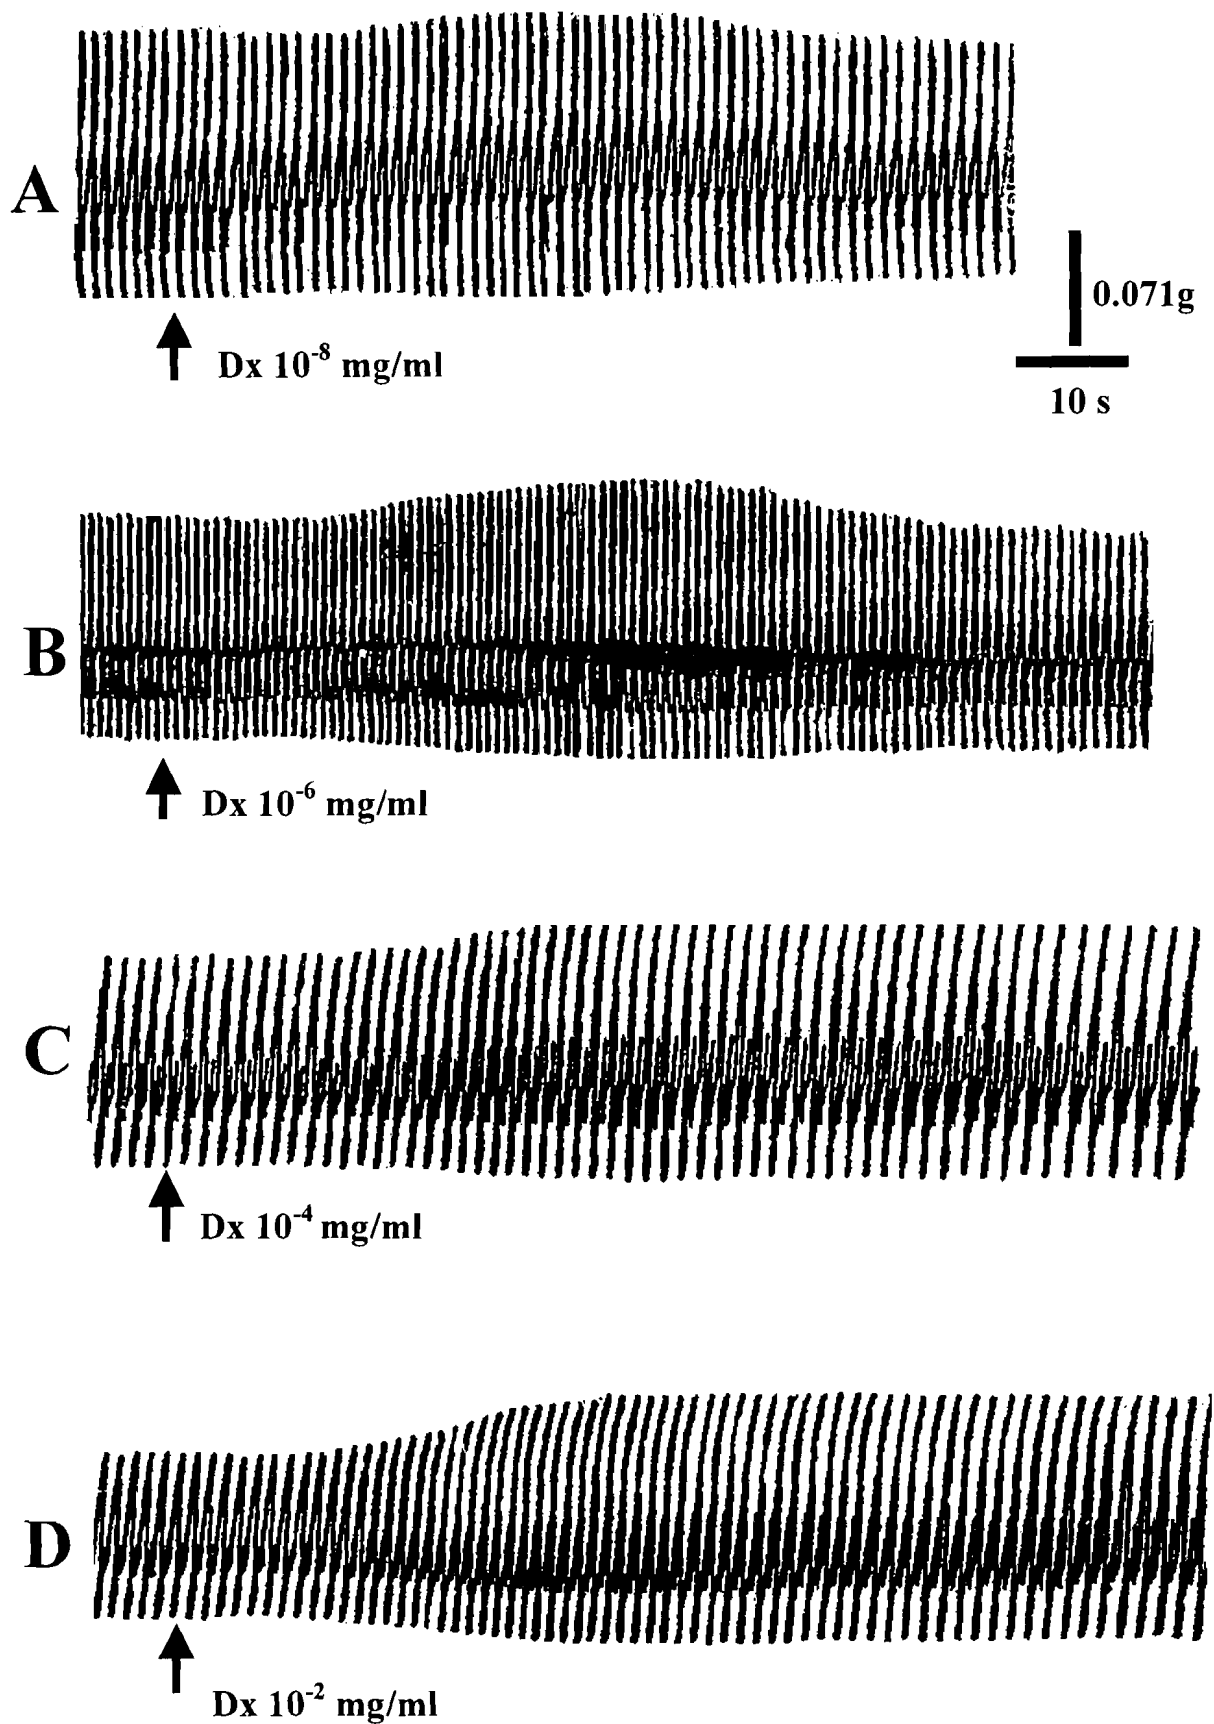 A
0.071g
Dx 10⁻⁸ mg/ml
10 s
B
Dx 10⁻⁶ mg/ml
C
Dx 10⁻⁴ mg/ml
D
Dx 10⁻² mg/ml